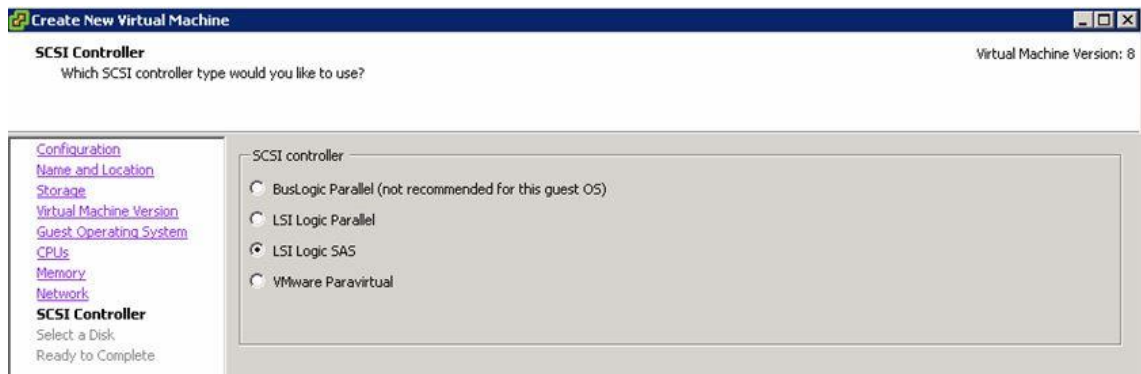 Create New Virtual Machine
SCSI Controller
Which SCSI controller type would you like to use?
Virtual Machine Version: 8
Configuration
Name and Location
Storage
Virtual Machine Version
Guest Operating System
CPUs
Memory
Network
SCSI Controller
Select a Disk
Ready to Complete
SCSI controller
BusLogic Parallel (not recommended for this guest OS)
LSI Logic Parallel
LSI Logic SAS
VMware Paravirtual